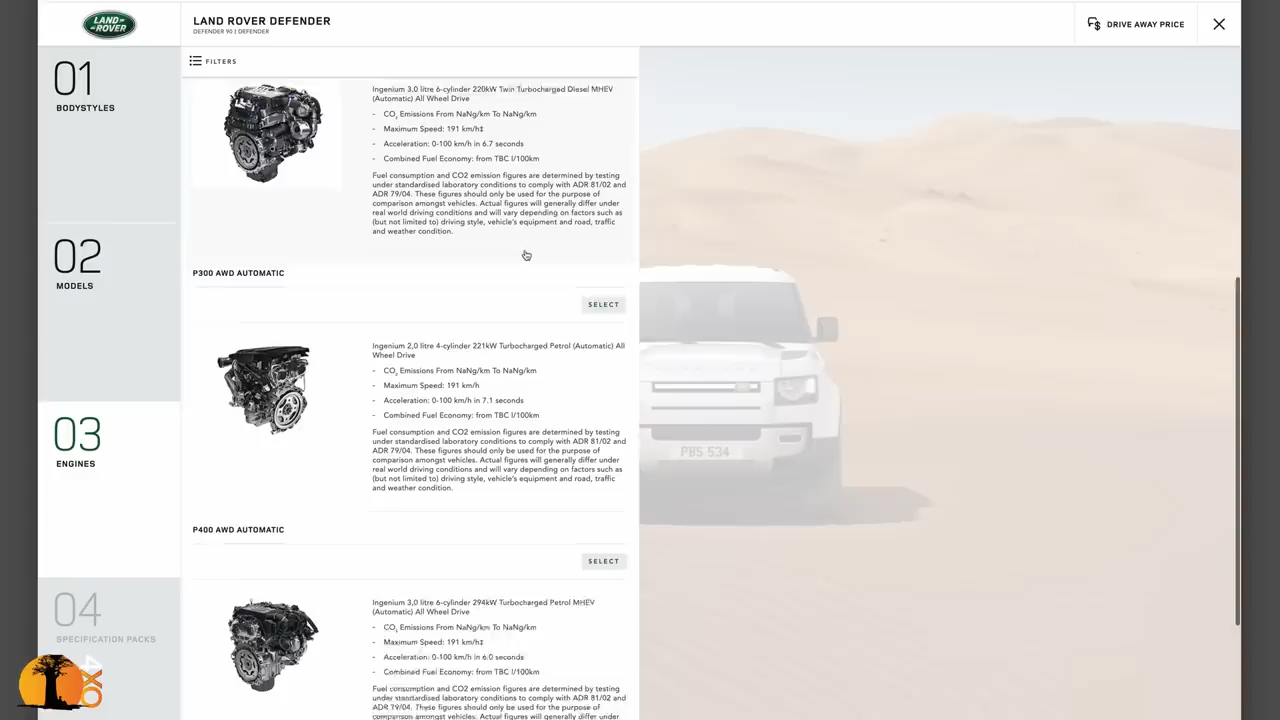 LAND-
ROVER
LAND ROVER DEFENDER
DEFENDER 90 | DEFENDER
DRIVE AWAY PRICE
01
BODYSTYLES
02
MODELS
03
ENGINES
04
SPECIFICATION PACKS
4XO
FILTERS
Ingenium 3,0 litre 6-cylinder 220kW Twin Turbocharged Diesel MHEV
(Automatic) All Wheel Drive
- CO₂ Emissions From NaNg/km To NaNg/km
- Maximum Speed: 191 km/h‡
- Acceleration: 0-100 km/h in 6.7 seconds
- Combined Fuel Economy: from TBC l/100km
Fuel consumption and CO2 emission figures are determined by testing
under standardised laboratory conditions to comply with ADR 81/02 and
ADR 79/04. These figures should only be used for the purpose of
comparison amongst vehicles. Actual figures will generally differ under
real world driving conditions and will vary depending on factors such as
(but not limited to) driving style, vehicle's equipment and road, traffic
and weather condition.
P300 AWD AUTOMATIC
SELECT
Ingenium 2,0 litre 4-cylinder 221kW Turbocharged Petrol (Automatic) All
Wheel Drive
- CO₂ Emissions From NaNg/km To NaNg/km
- Maximum Speed: 191 km/h
- Acceleration: 0-100 km/h in 7.1 seconds
- Combined Fuel Economy: from TBC l/100km
Fuel consumption and CO2 emission figures are determined by testing
under standardised laboratory conditions to comply with ADR 81/02 and
ADR 79/04. These figures should only be used for the purpose of
comparison amongst vehicles. Actual figures will generally differ under
real world driving conditions and will vary depending on factors such as
(but not limited to) driving style, vehicle's equipment and road, traffic
and weather condition.
P400 AWD AUTOMATIC
SELECT
Ingenium 3,0 litre 6-cylinder 294kW Turbocharged Petrol MHEV
(Automatic) All Wheel Drive
- CO₂ Emissions From NaNg/km To NaNg/km
- Maximum Speed: 191 km/h‡
- Acceleration: 0-100 km/h in 6.0 seconds
- Combined Fuel Economy: from TBC l/100km
Fuel consumption and CO2 emission figures are determined by testing
under standardised laboratory conditions to comply with ADR 81/02 and
ADR 79/04. These figures should only be used for the purpose of
comparison amongst vehicles. Actual figures will generally differ under
PBS 534